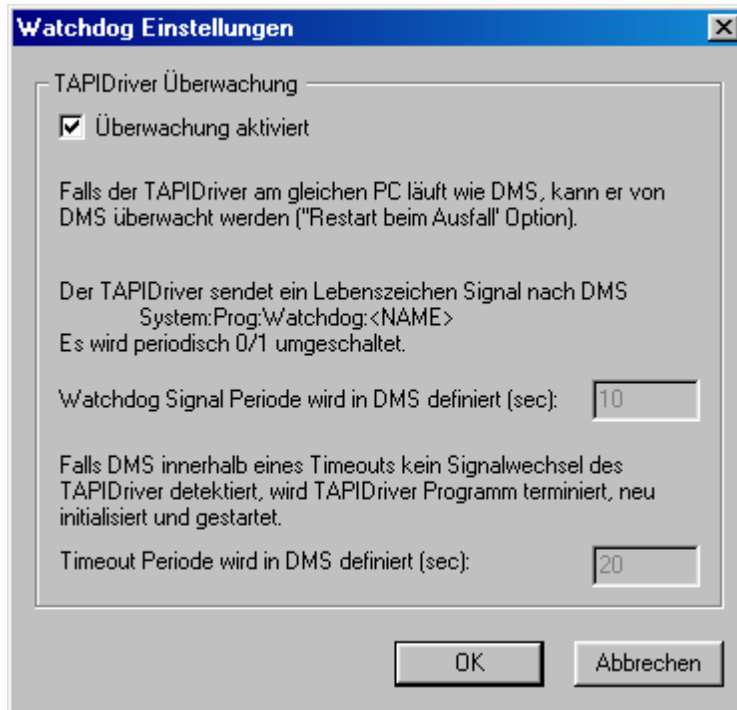 Watchdog Einstellungen
TAPIDriver Überwachung
Überwachung aktiviert
Falls der TAPIDriver am gleichen PC läuft wie DMS, kann er von
DMS überwacht werden ("Restart beim Ausfall' Option).
Der TAPIDriver sendet ein Lebenszeichen Signal nach DMS
System:Prog:Watchdog:<NAME>
Es wird periodisch 0/1 umgeschaltet.
Watchdog Signal Periode wird in DMS definiert (sec): 10
Falls DMS innerhalb eines Timeouts kein Signalwechsel des
TAPIDriver detektiert, wird TAPIDriver Programm terminiert, neu
initialisiert und gestartet.
Timeout Periode wird in DMS definiert (sec): 20
OK Abbrechen